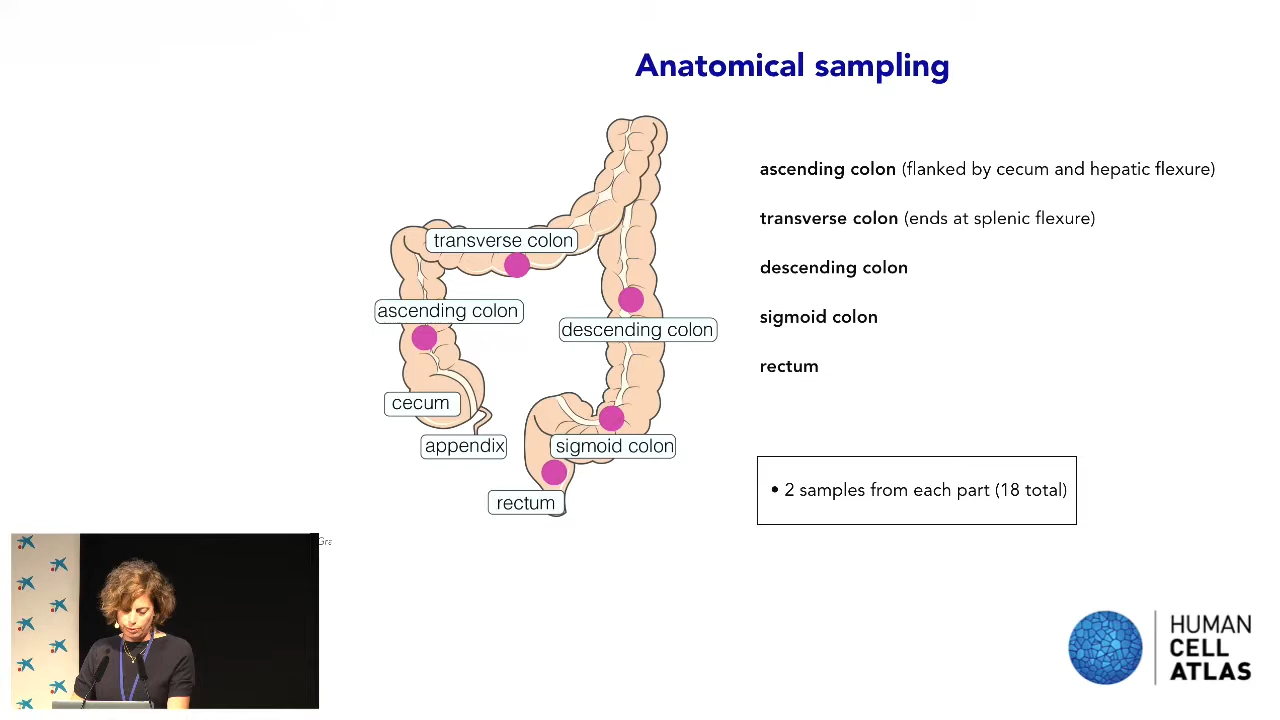 Anatomical sampling
ascending colon (flanked by cecum and hepatic flexure)
transverse colon (ends at splenic flexure)
descending colon
sigmoid colon
rectum
• 2 samples from each part (18 total)
transverse colon
ascending colon
descending colon
cecum
appendix
sigmoid colon
rectum
HUMAN
CELL
ATLAS